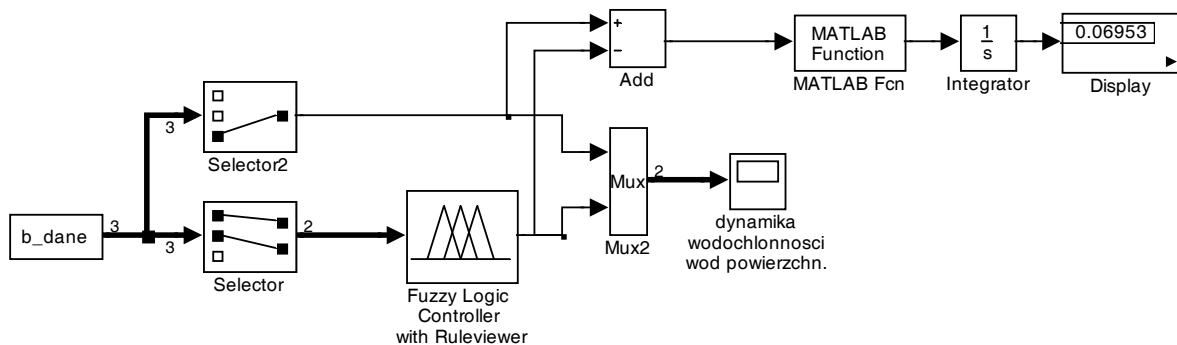 +
−
Add
MATLAB
Function
MATLAB Fcn
1
s
Integrator
0.06953
Display
3
Selector2
b_dane
3
3
Selector
2
Fuzzy Logic
Controller
with Ruleviewer
Mux
Mux2
2
dynamika
wodochlonnosci
wod powierzchn.